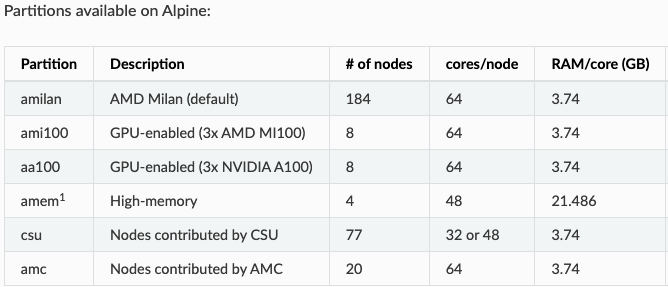 Partitions available on Alpine:
Partition Description # of nodes cores/node RAM/core (GB)
amilan AMD Milan (default) 184 64 3.74
ami100 GPU-enabled (3x AMD MI100) 8 64 3.74
aa100 GPU-enabled (3x NVIDIA A100) 8 64 3.74
amem¹ High-memory 4 48 21.486
csu Nodes contributed by CSU 77 32 or 48 3.74
amc Nodes contributed by AMC 20 64 3.74